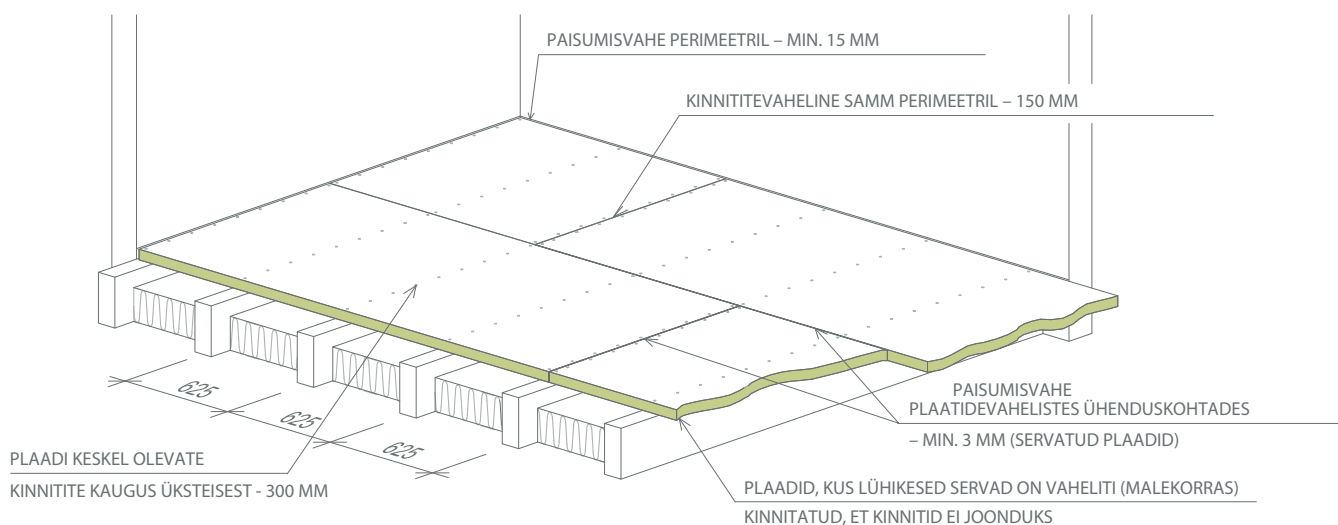 PAISUMISVAHE PERIMEETRIL – MIN. 15 MM
KINNITITEVAHELINE SAMM PERIMEETRIL – 150 MM
625
625
625
PAISUMISVAHE
PLAATIDEVAHELISTES ÜHENDUSKOHTADES
– MIN. 3 MM (SERVATUD PLAADID)
PLAADI KESKEL OLEVATE
KINNITITE KAUGUS ÜKSTEISEST - 300 MM
PLAADID, KUS LÜHIKESED SERVAD ON VAHELITI (MALEKORRAS)
KINNITATUD, ET KINNITID EI JOONDUKS